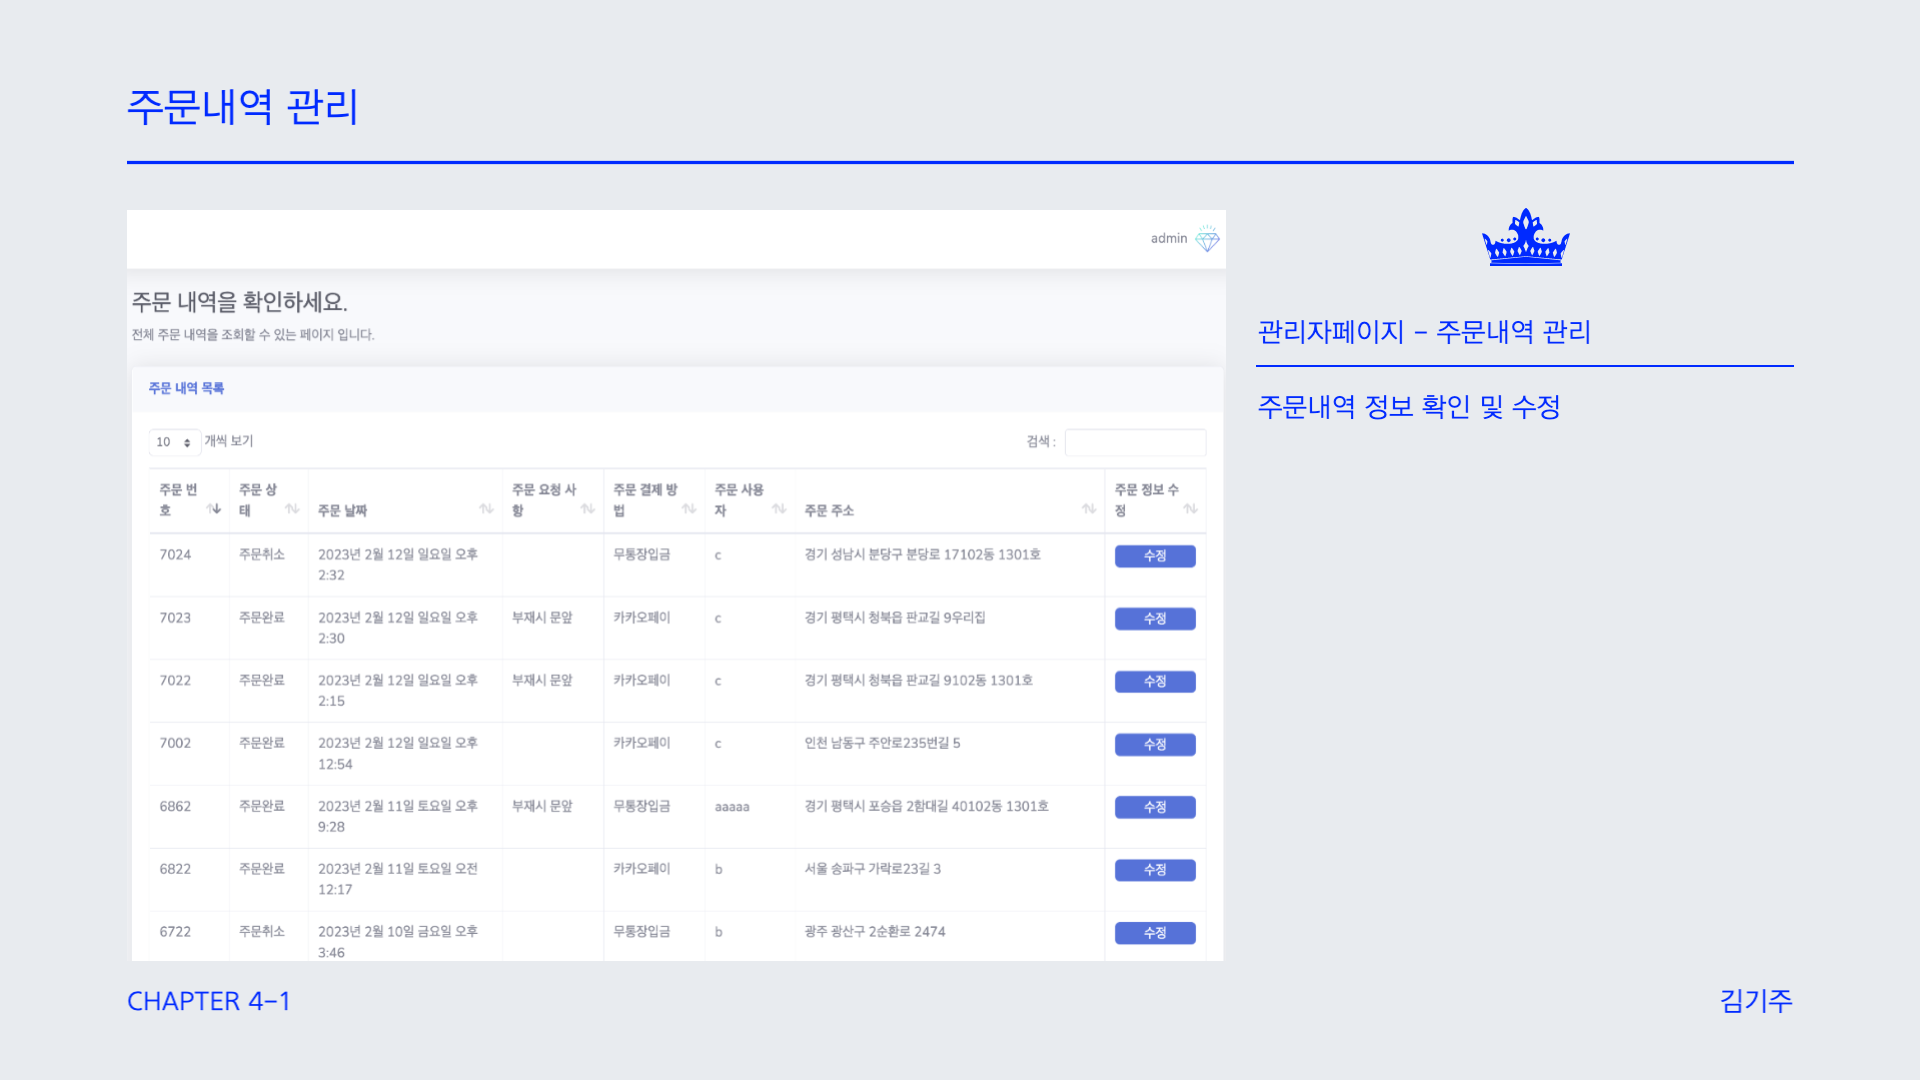 주문내역 관리
admin
주문 내역을 확인하세요.
전체 주문 내역을 조회할 수 있는 페이지 입니다.
주문 내역 목록
10 개씩 보기
검색 :
주문 번호 주문 상태 주문 날짜 주문 요청 사항 주문 결제 방법 주문 사용자 주문 주소 주문 정보 수정
7024 주문취소 2023년 2월 12일 일요일 오후 2:32 무통장입금 c 경기 성남시 분당구 분당로 17102동 1301호 수정
7023 주문완료 2023년 2월 12일 일요일 오후 2:30 부재시 문앞 카카오페이 c 경기 평택시 청북읍 판교길 9우리집 수정
7022 주문완료 2023년 2월 12일 일요일 오후 2:15 부재시 문앞 카카오페이 c 경기 평택시 청북읍 판교길 9102동 1301호 수정
7002 주문완료 2023년 2월 12일 일요일 오후 12:54 카카오페이 c 인천 남동구 주안로235번길 5 수정
6862 주문완료 2023년 2월 11일 토요일 오후 9:28 부재시 문앞 무통장입금 aaaaa 경기 평택시 포승읍 2함대길 40102동 1301호 수정
6822 주문완료 2023년 2월 11일 토요일 오전 12:17 카카오페이 b 서울 송파구 가락로23길 3 수정
6722 주문취소 2023년 2월 10일 금요일 오후 3:46 무통장입금 b 광주 광산구 2순환로 2474 수정
관리자페이지 – 주문내역 관리
주문내역 정보 확인 및 수정
CHAPTER 4–1
김기주